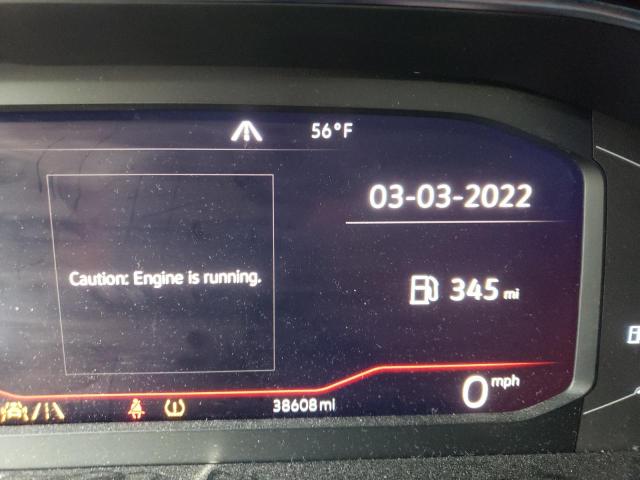 56°F
03-03-2022
Caution: Engine is running.
345 mi
0 mph
38608 mi